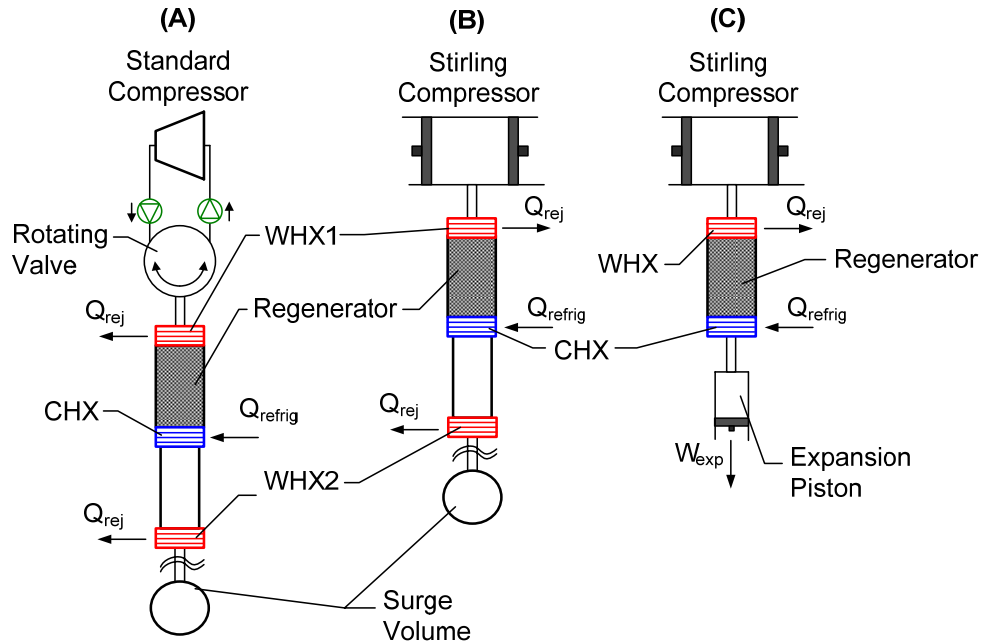 (A)
(B)
(C)
Standard
Compressor
Stirling
Compressor
Stirling
Compressor
Rotating
Valve
WHX1
Qrej
Qrej
WHX
Regenerator
Qrej
Regenerator
Qrefrig
Qrefrig
CHX
CHX
Qrefrig
Qrej
WHX2
Wexp
Expansion
Piston
Qrej
Surge
Volume